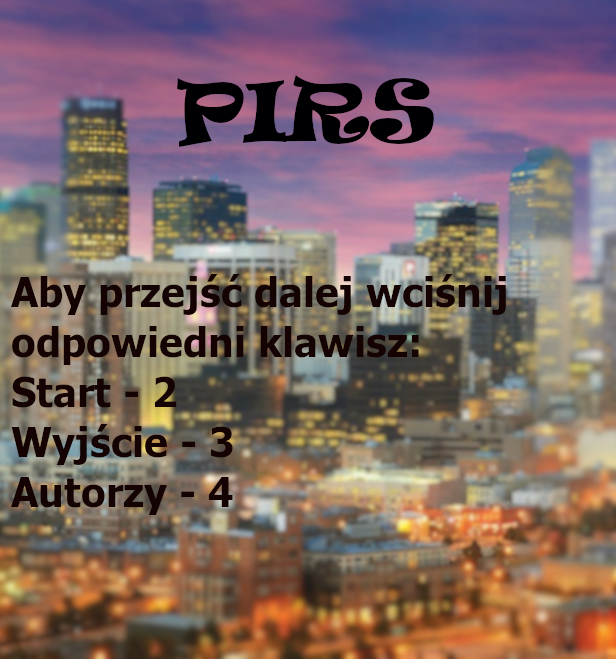 PIRS
Aby przejść dalej wciśnij
odpowiedni klawisz:
Start - 2
Wyjście - 3
Autorzy - 4